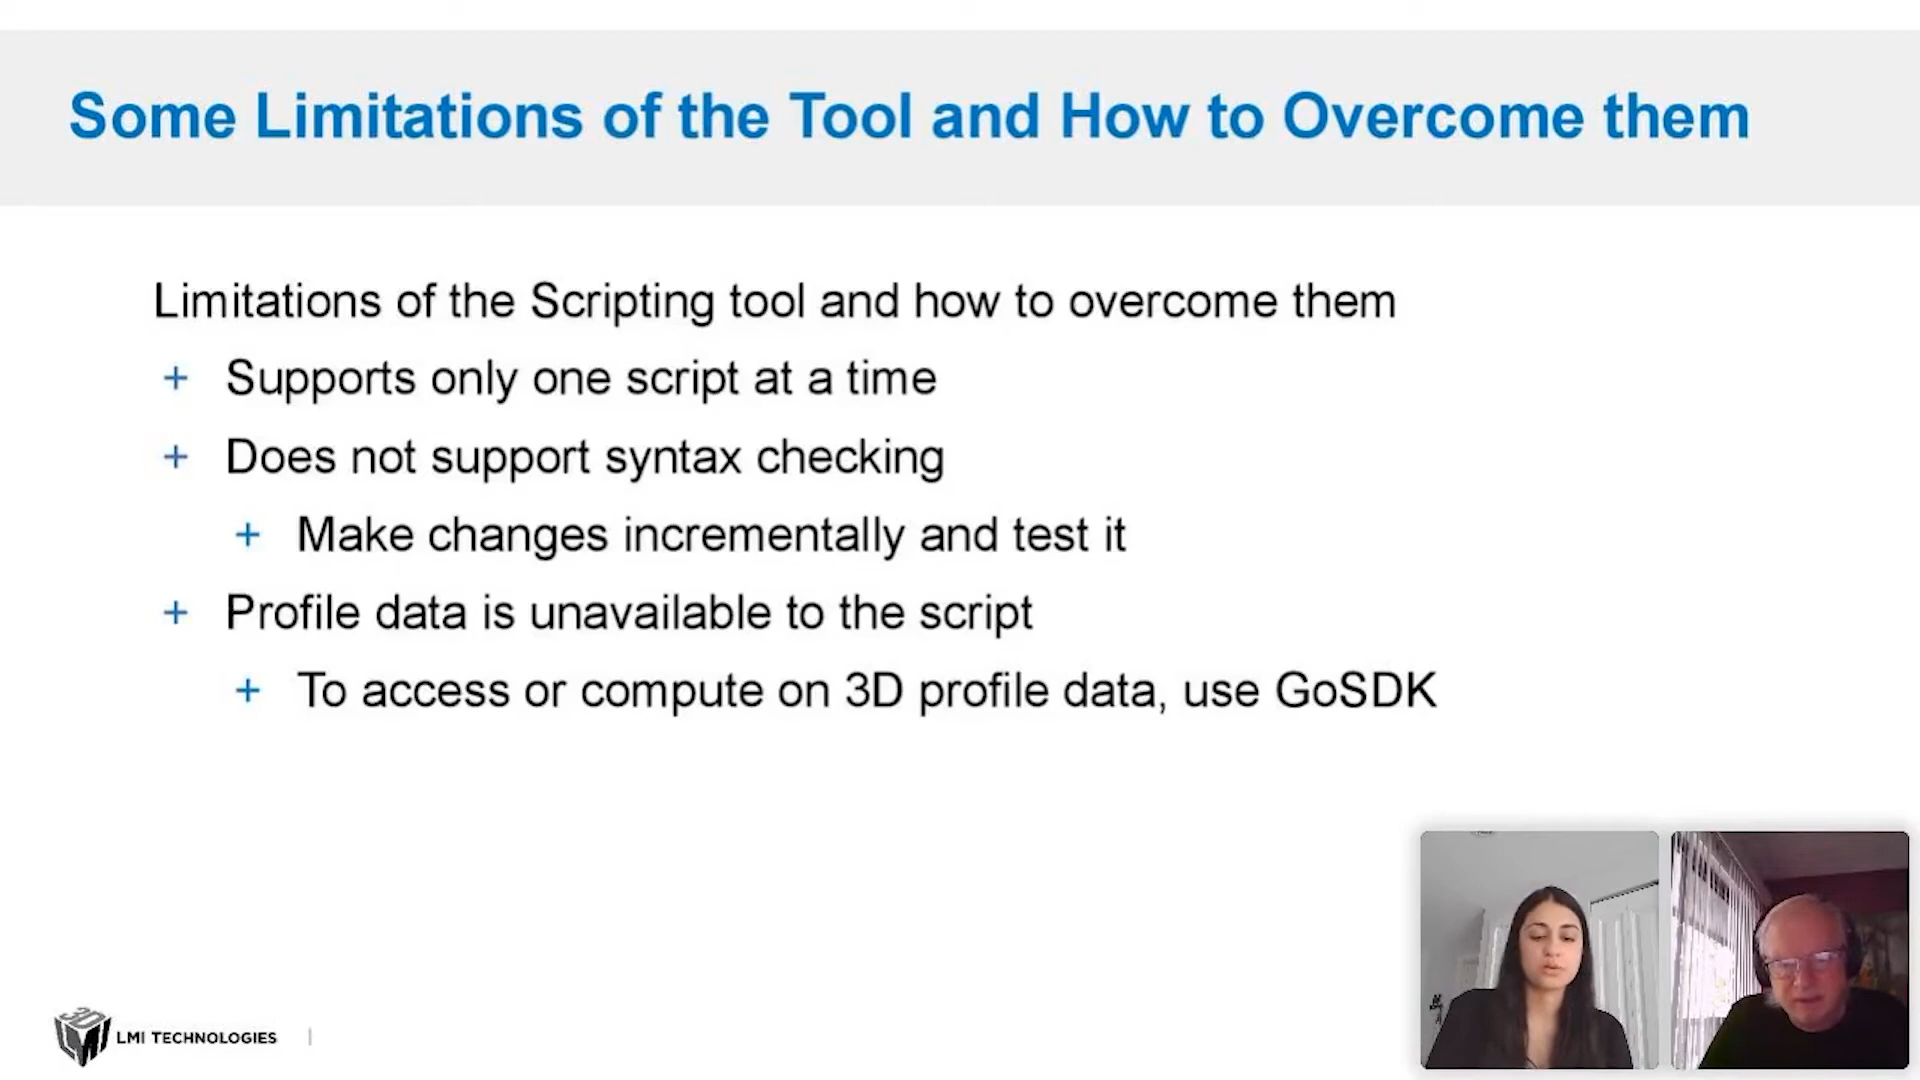 Some Limitations of the Tool and How to Overcome them
Limitations of the Scripting tool and how to overcome them
+ Supports only one script at a time
+ Does not support syntax checking
+ Make changes incrementally and test it
+ Profile data is unavailable to the script
+ To access or compute on 3D profile data, use GoSDK
3D
LMI TECHNOLOGIES |